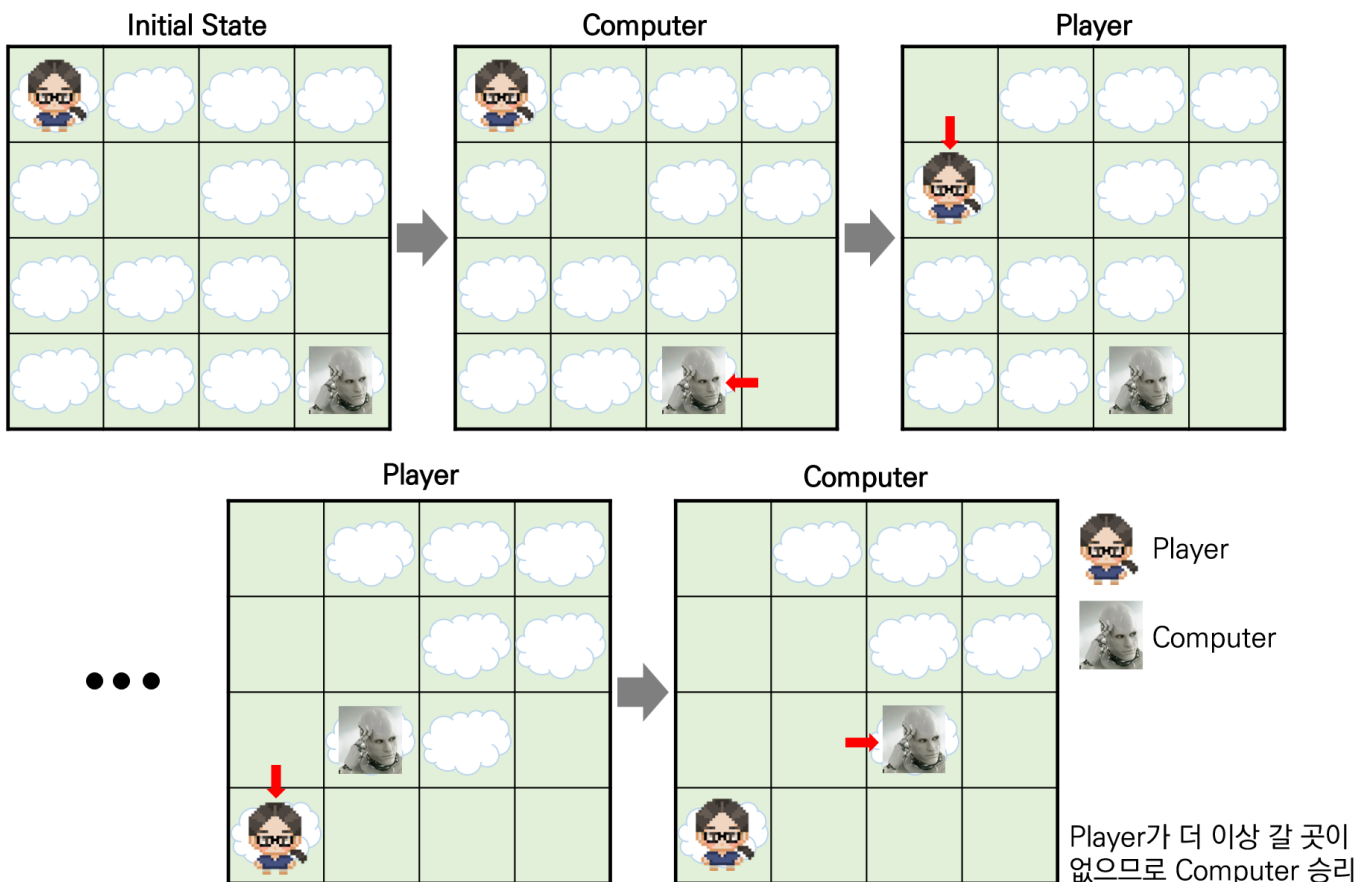 Initial State
Computer
Player
Player
Computer
Player
Computer
Player가 더 이상 갈 곳이
없으므로 Computer 승리